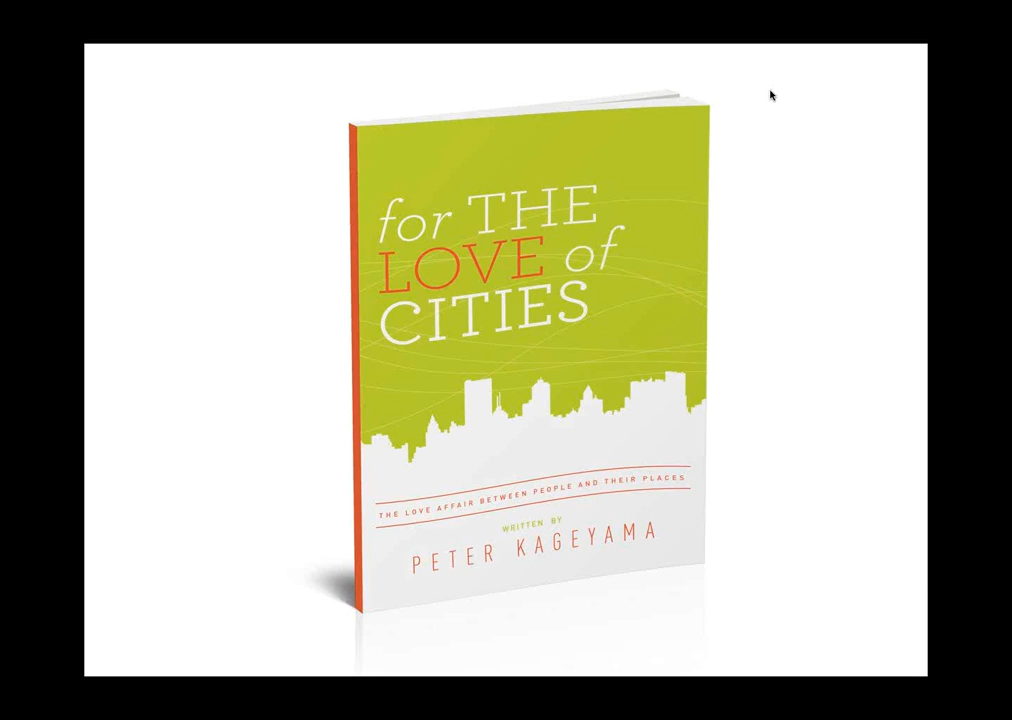 for THE
LOVE of
CITIES
THE LOVE AFFAIR BETWEEN PEOPLE AND THEIR PLACES
WRITTEN BY
PETER KAGEYAMA